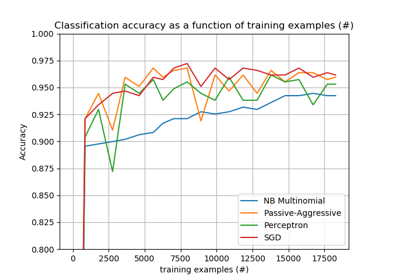 Classification accuracy as a function of training examples (#)
1.000
0.975
0.950
0.925
0.900
0.875
0.850
0.825
0.800
Accuracy
NB Multinomial
Passive-Aggressive
Perceptron
SGD
0 2500 5000 7500 10000 12500 15000 17500
training examples (#)